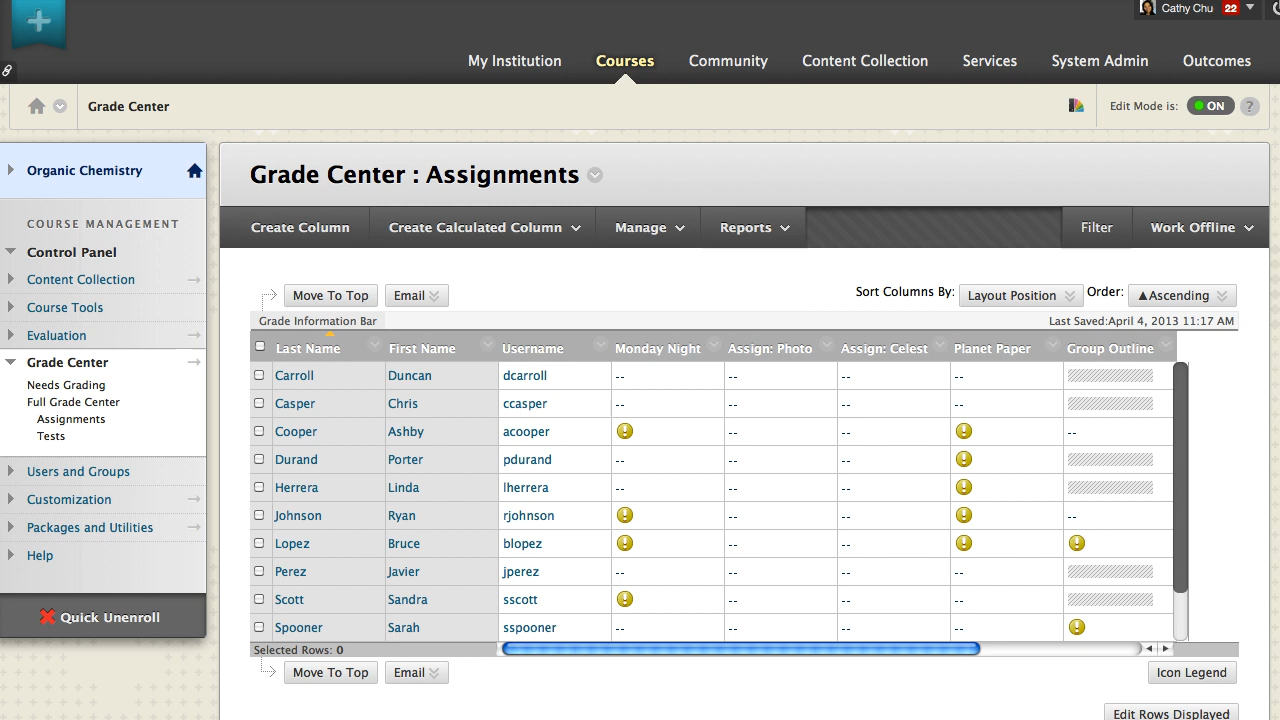 Cathy Chu 22
My Institution Courses Community Content Collection Services System Admin Outcomes
Grade Center Edit Mode is: ON ?
Organic Chemistry
COURSE MANAGEMENT
Control Panel
Content Collection
Course Tools
Evaluation
Grade Center
Needs Grading
Full Grade Center
Assignments
Tests
Users and Groups
Customization
Packages and Utilities
Help
Quick Unenroll
Grade Center : Assignments
Create Column Create Calculated Column Manage Reports Filter Work Offline
Move To Top Email Sort Columns By: Layout Position Order: ▲Ascending
Grade Information Bar Last Saved:April 4, 2013 11:17 AM
Last Name First Name Username Monday Night Assign: Photo Assign: Celest Planet Paper Group Outline
Carroll Duncan dcarroll -- -- -- --
Casper Chris ccasper -- -- -- --
Cooper Ashby acooper ! -- -- ! --
Durand Porter pdurand -- -- -- !
Herrera Linda lherrera -- -- -- !
Johnson Ryan rjohnson ! -- -- ! --
Lopez Bruce blopez ! -- -- ! !
Perez Javier jperez -- -- -- --
Scott Sandra sscott ! -- -- --
Spooner Sarah sspooner -- -- -- -- !
Selected Rows: 0
Move To Top Email Icon Legend
Edit Rows Displayed